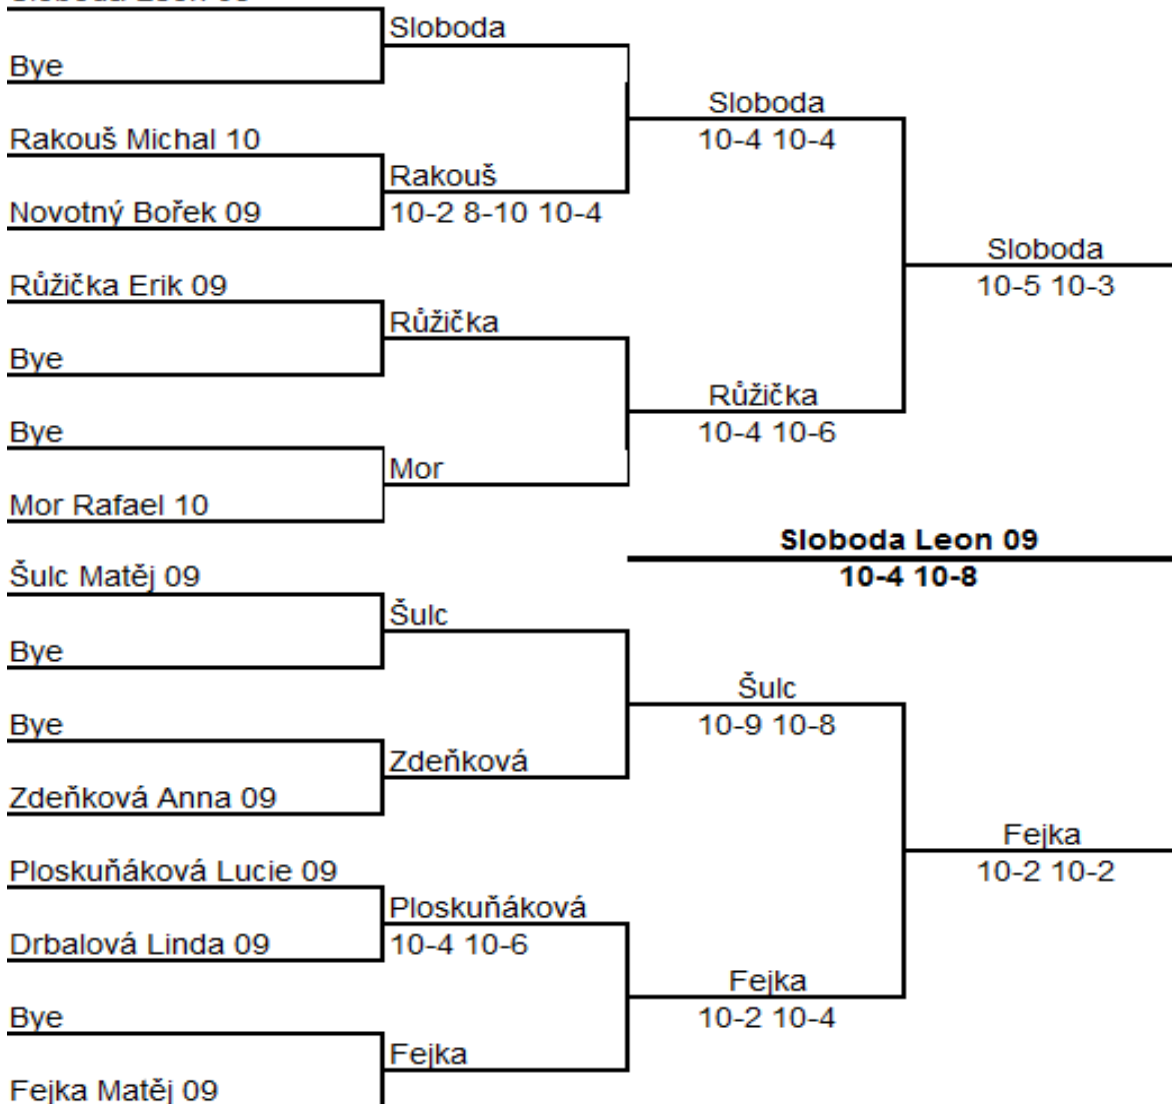 Bye
Rakouš Michal 10
Novotný Bořek 09
Růžička Erik 09
Bye
Bye
Mor Rafael 10
Šulc Matěj 09
Bye
Bye
Zdeňková Anna 09
Ploskuňáková Lucie 09
Drbalová Linda 09
Bye
Fejka Matěj 09
Sloboda
Rakouš
10-2 8-10 10-4
Růžička
Mor
Šulc
Zdeňková
Ploskuňáková
10-4 10-6
Fejka
Sloboda
10-4 10-4
Růžička
10-4 10-6
Šulc
10-9 10-8
Fejka
10-2 10-4
Sloboda
10-5 10-3
Sloboda Leon 09
10-4 10-8
Fejka
10-2 10-2